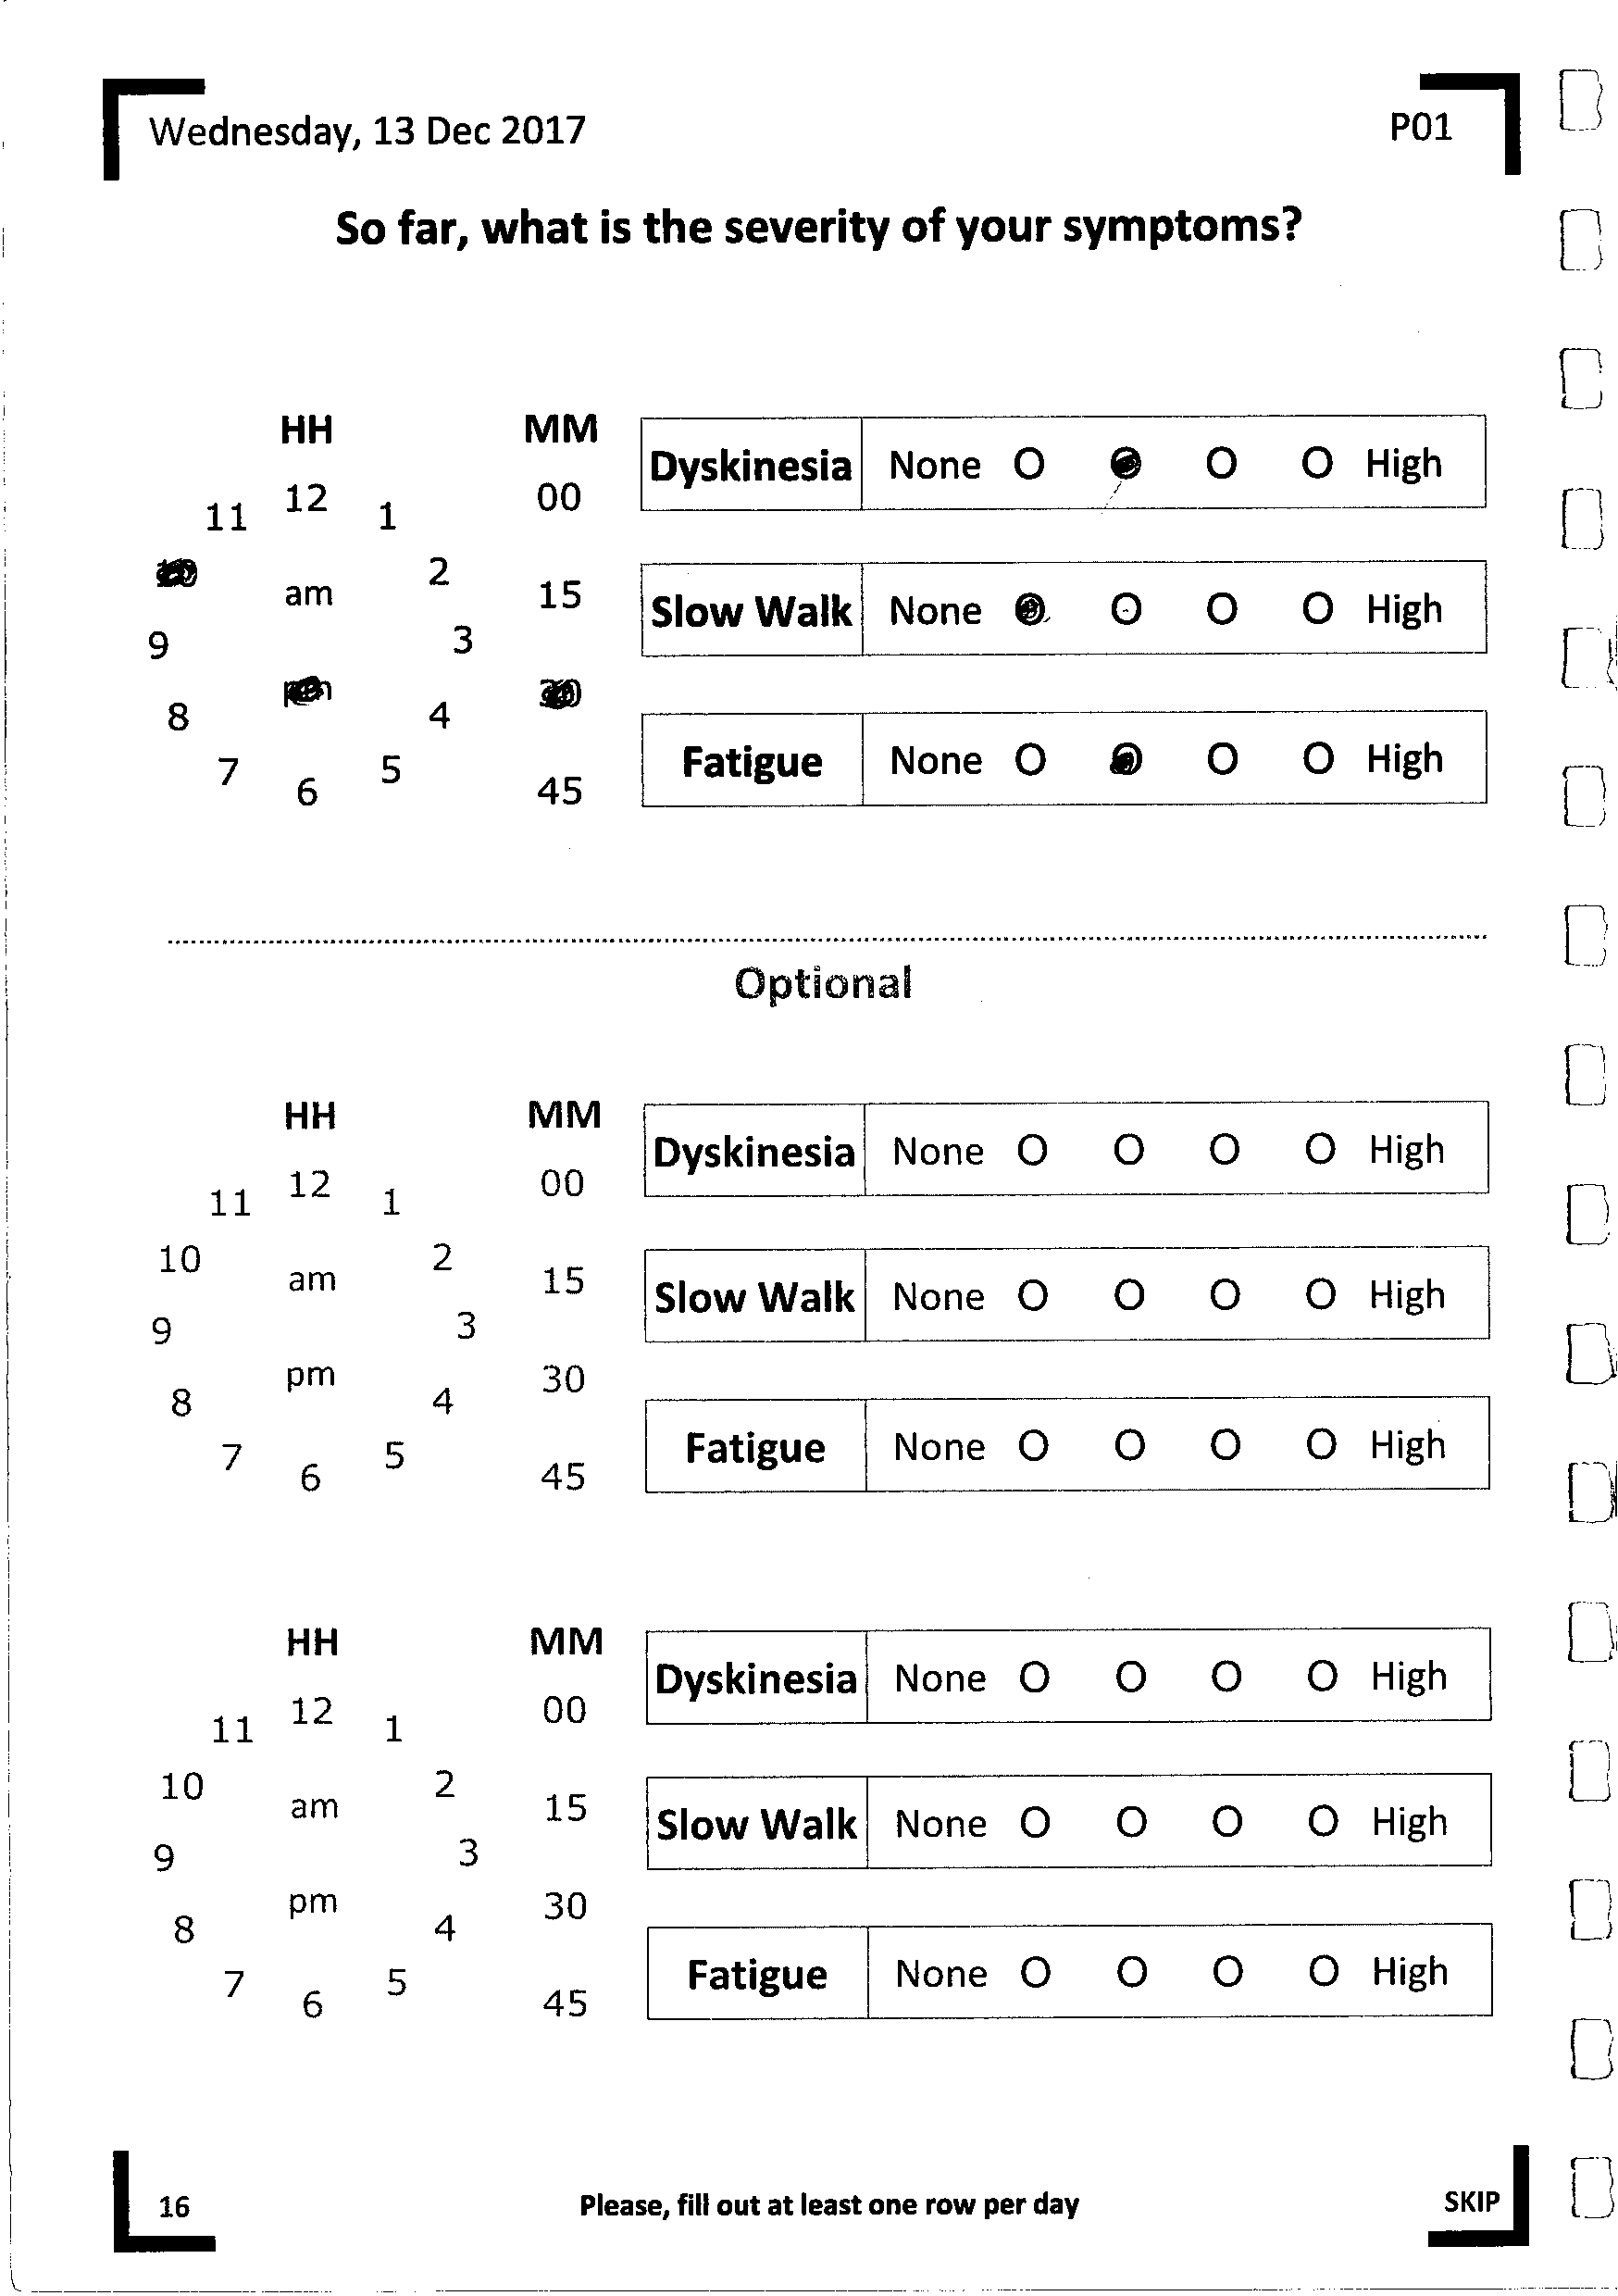 Wednesday, 13 Dec 2017 P01
So far, what is the severity of your symptoms?
HH MM
12 11 1 10 2 9 3 8 4 7 5 6
am
pm
00
15
30
45
Dyskinesia None O O O O High
Slow Walk None O O O O High
Fatigue None O O O O High
Optional
HH MM
12 11 1 10 2 9 3 8 4 7 5 6
am
pm
00
15
30
45
Dyskinesia None O O O O High
Slow Walk None O O O O High
Fatigue None O O O O High
HH MM
12 11 1 10 2 9 3 8 4 7 5 6
am
pm
00
15
30
45
Dyskinesia None O O O O High
Slow Walk None O O O O High
Fatigue None O O O O High
16 Please, fill out at least one row per day SKIP